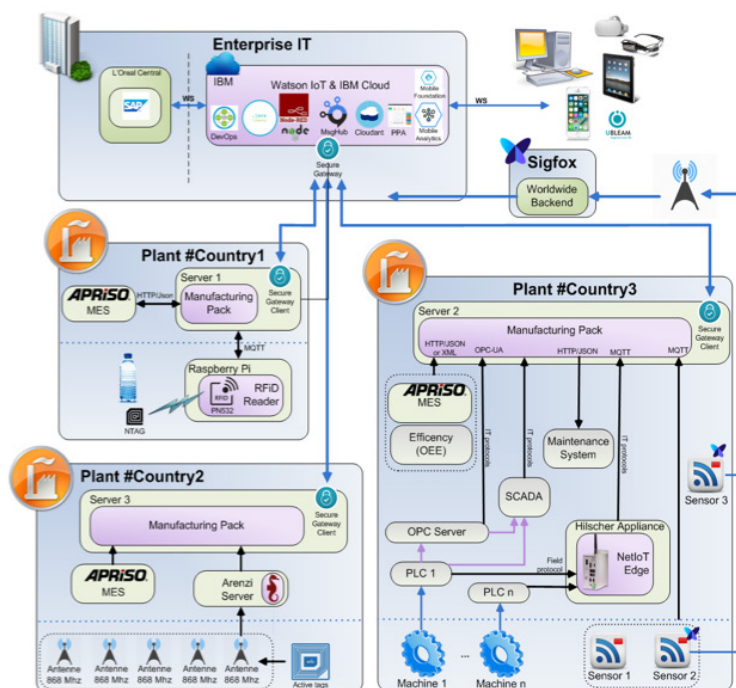 Enterprise IT
L'Oreal Central
SAP
WS
IBM
Watson IoT & IBM Cloud
DevOps
Node-RED
node
MsgHub
Cloudant
PPA
Mobile
Foundation
Mobile
Analytics
Secure
Gateway
WS
UBLEAM
Sigfox
Worldwide
Backend
Plant #Country1
Server 1
APRISO
MES
HTTP/Json
Manufacturing
Pack
Secure
Gateway
Client
MQTT
Raspberry Pi
RFID
PN532
RFiD
Reader
NTAG
Plant #Country2
Server 3
Manufacturing Pack
Secure
Gateway
Client
APRISO
MES
Arenzi
Server
Antenne
868 Mhz
Antenne
868 Mhz
Antenne
868 Mhz
Antenne
868 Mhz
Antenne
868 Mhz
Active tags
Plant #Country3
Server 2
Manufacturing Pack
Secure
Gateway
Client
HTTP/JSON
or XML
OPC-UA
HTTP/JSON
MQTT
MQTT
APRISO
MES
Efficency
(OEE)
IT protocols
IT protocols
IT protocols
Maintenance
System
SCADA
OPC Server
PLC 1
Field
protocol
PLC n
Hilscher Appliance
NetIoT
Edge
Sensor 3
Machine 1
...
Machine n
Sensor 1
Sensor 2